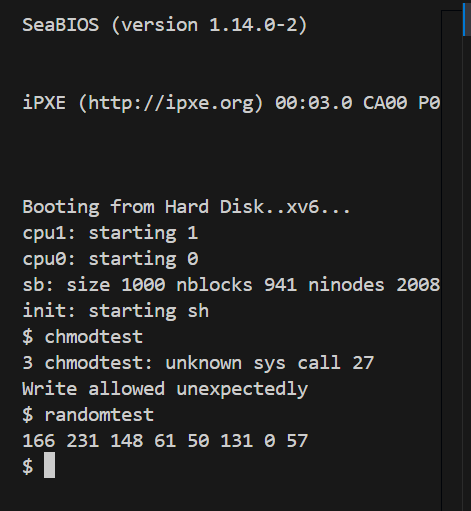 SeaBIOS (version 1.14.0-2)
iPXE (http://ipxe.org) 00:03.0 CA00 P0
Booting from Hard Disk..xv6...
cpu1: starting 1
cpu0: starting 0
sb: size 1000 nblocks 941 ninodes 2008
init: starting sh
$ chmodtest
3 chmodtest: unknown sys call 27
Write allowed unexpectedly
$ randomtest
166 231 148 61 50 131 0 57
$